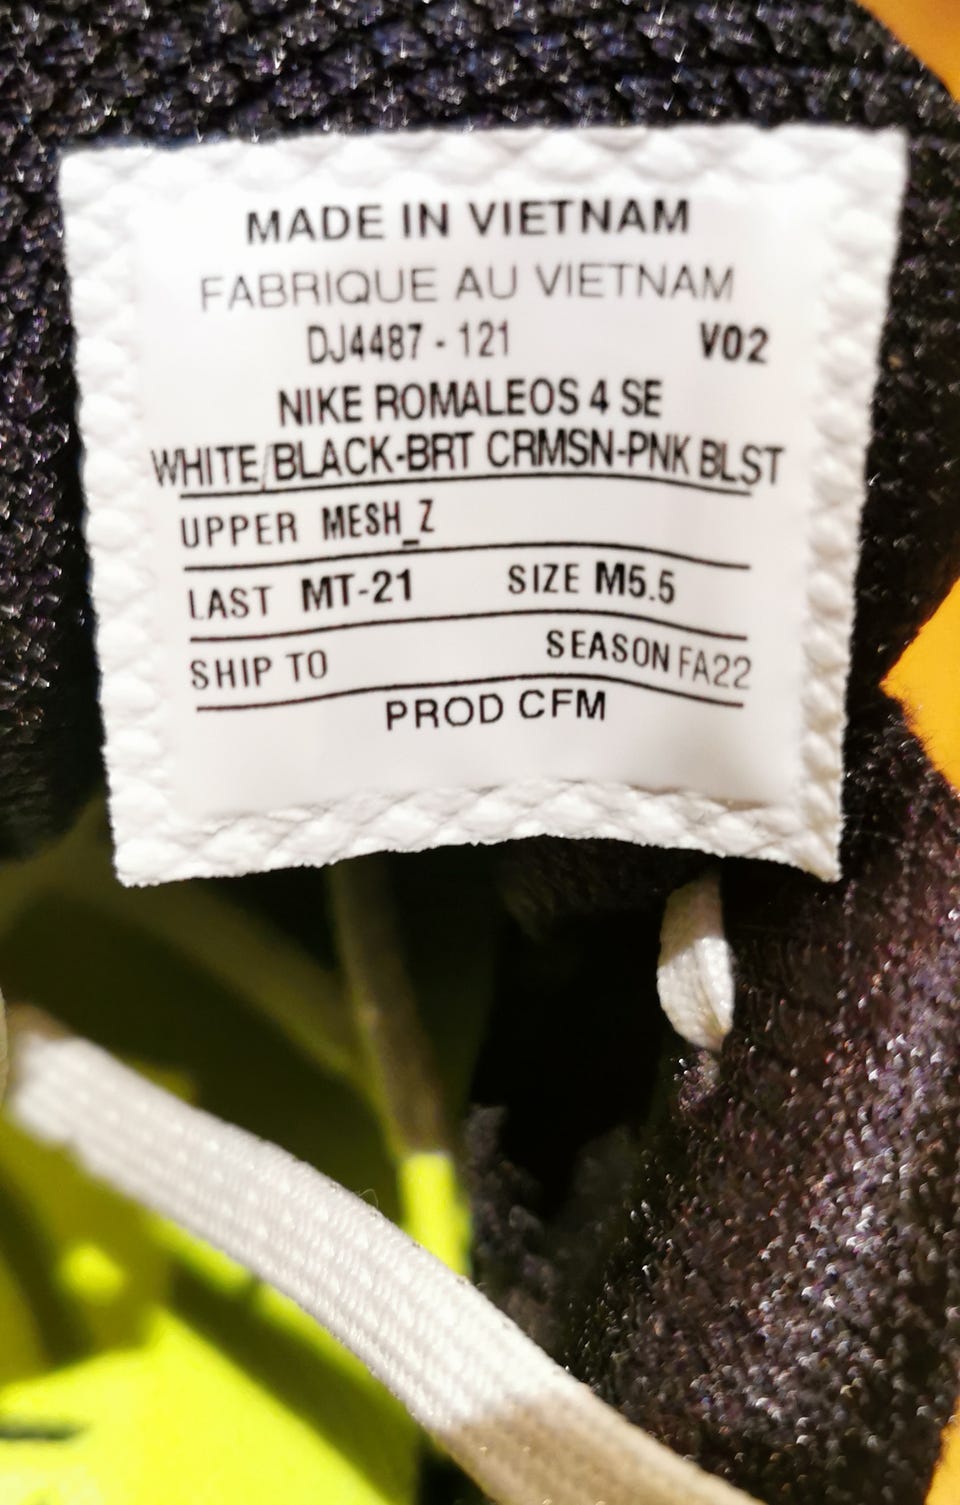 MADE IN VIETNAM
FABRIQUE AU VIETNAM
DJ4487 - 121 V02
NIKE ROMALEOS 4 SE
WHITE/BLACK-BRT CRMSN-PNK BLST
UPPER MESH_Z
LAST MT-21 SIZE M5.5
SHIP TO SEASON FA22
PROD CFM